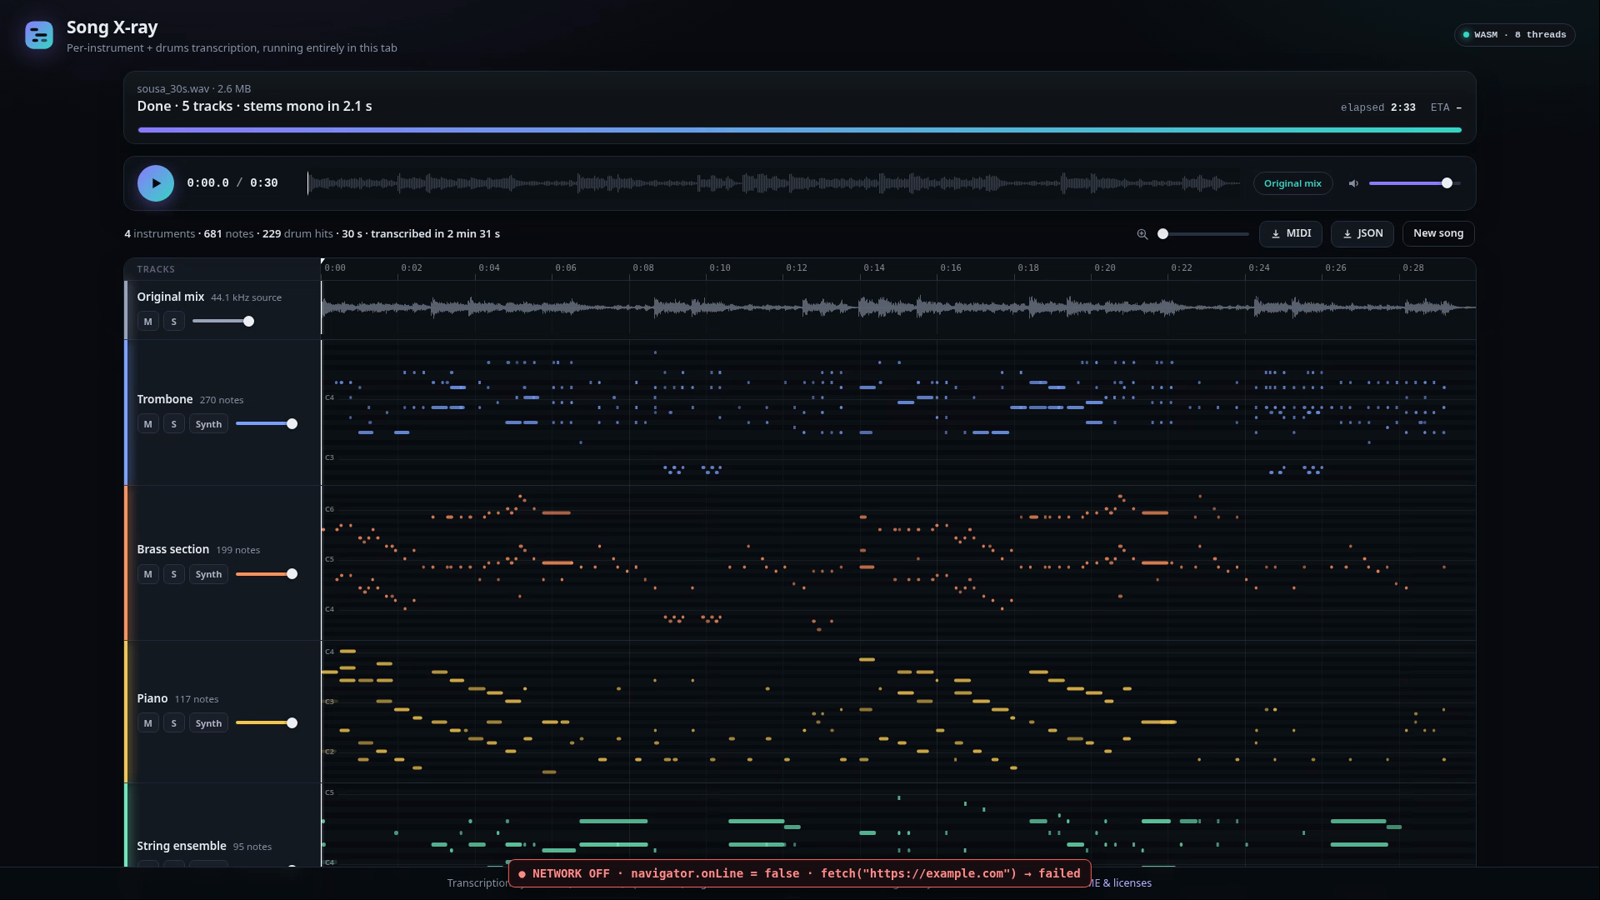 Song X-ray
Per-instrument + drums transcription, running entirely in this tab
WASM · 8 threads
sousa_30s.wav · 2.6 MB
Done · 5 tracks · stems mono in 2.1 s
elapsed 2:33 ETA –
0:00.0 / 0:30
Original mix
4 instruments · 681 notes · 229 drum hits · 30 s · transcribed in 2 min 31 s
MIDI
JSON
New song
TRACKS
0:00 0:02 0:04 0:06 0:08 0:10 0:12 0:14 0:16 0:18 0:20 0:22 0:24 0:26 0:28
Original mix 44.1 kHz source
M S
Trombone 270 notes
M S Synth
C4
C3
Brass section 199 notes
M S Synth
C6
C5
C4
Piano 117 notes
M S Synth
C4
C3
C2
String ensemble 95 notes
C5
C4
● NETWORK OFF · navigator.onLine = false · fetch("https://example.com") → failed
& licenses